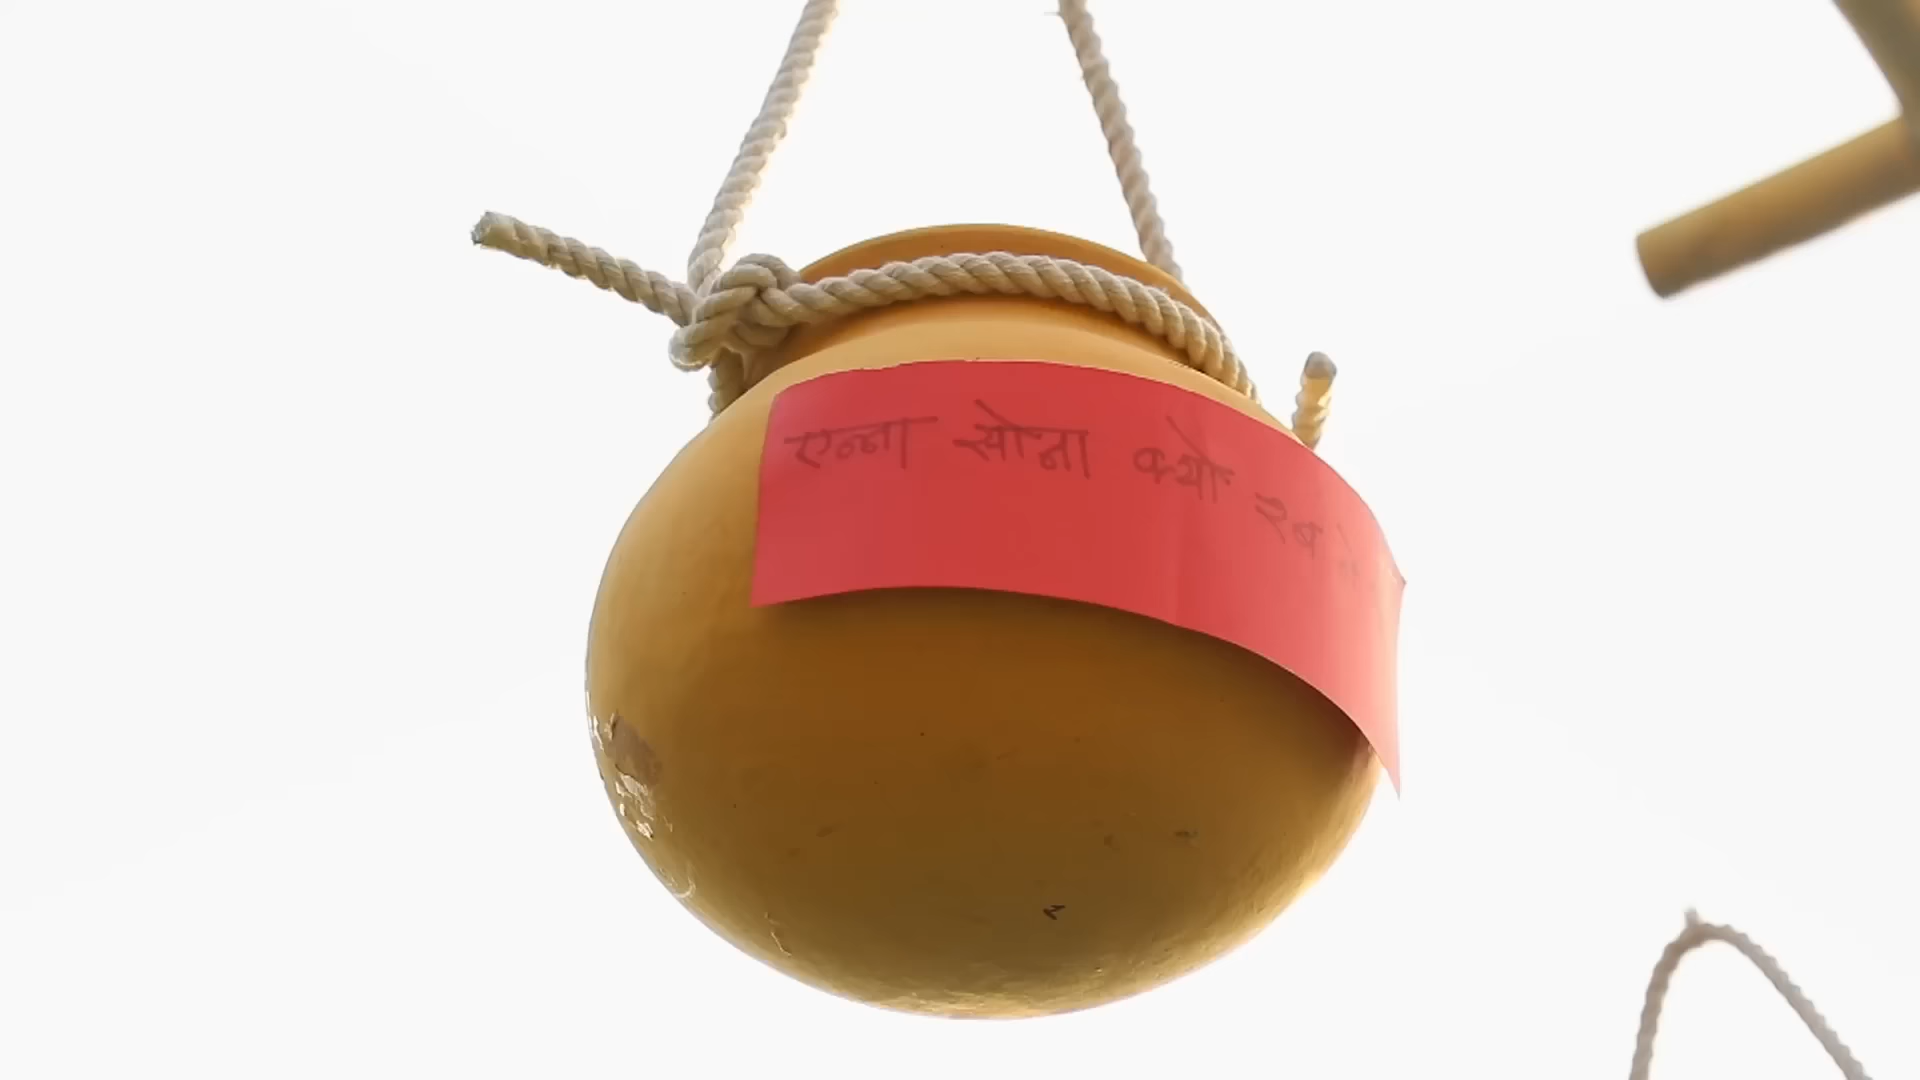 एन्ना सोना क्यों रब ने